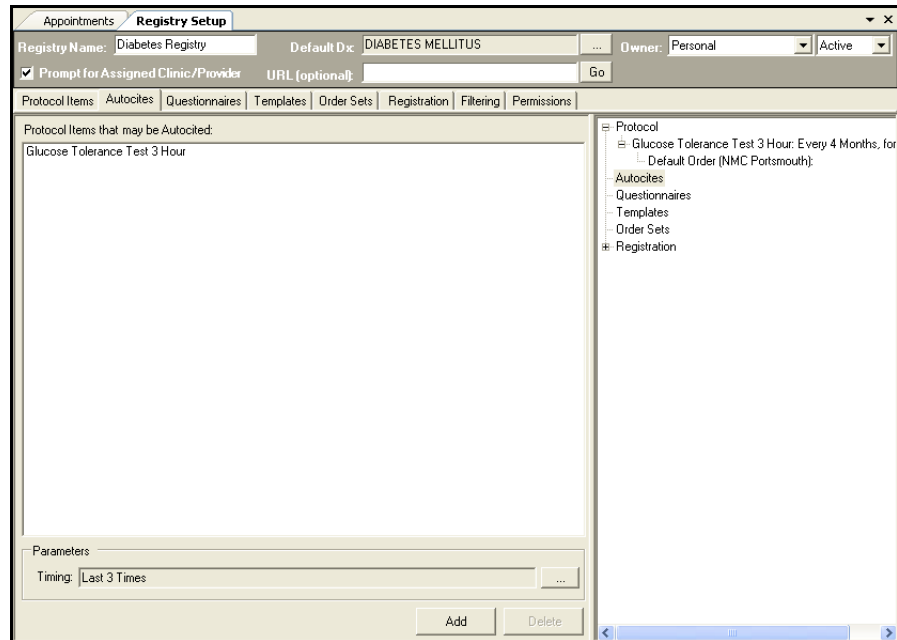 Appointments Registry Setup
Registry Name: Diabetes Registry Default Dx: DIABETES MELLITUS ... Owner: Personal Active
Prompt for Assigned Clinic/Provider URL (optional): Go
Protocol Items Autocites Questionnaires Templates Order Sets Registration Filtering Permissions
Protocol Items that may be Autocited:
Glucose Tolerance Test 3 Hour
Parameters
Timing: Last 3 Times ...
Add Delete
Protocol
Glucose Tolerance Test 3 Hour: Every 4 Months, for
Default Order (NMC Portsmouth):
Autocites
Questionnaires
Templates
Order Sets
Registration